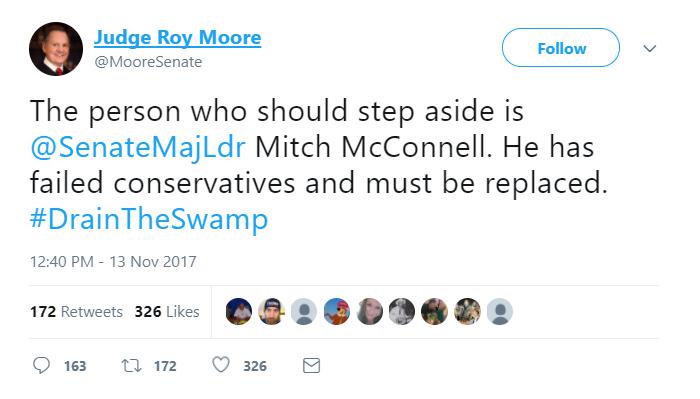 Judge Roy Moore
@MooreSenate
Follow
The person who should step aside is
@SenateMajLdr Mitch McConnell. He has
failed conservatives and must be replaced.
#DrainTheSwamp
12:40 PM - 13 Nov 2017
172 Retweets 326 Likes
163 172 326